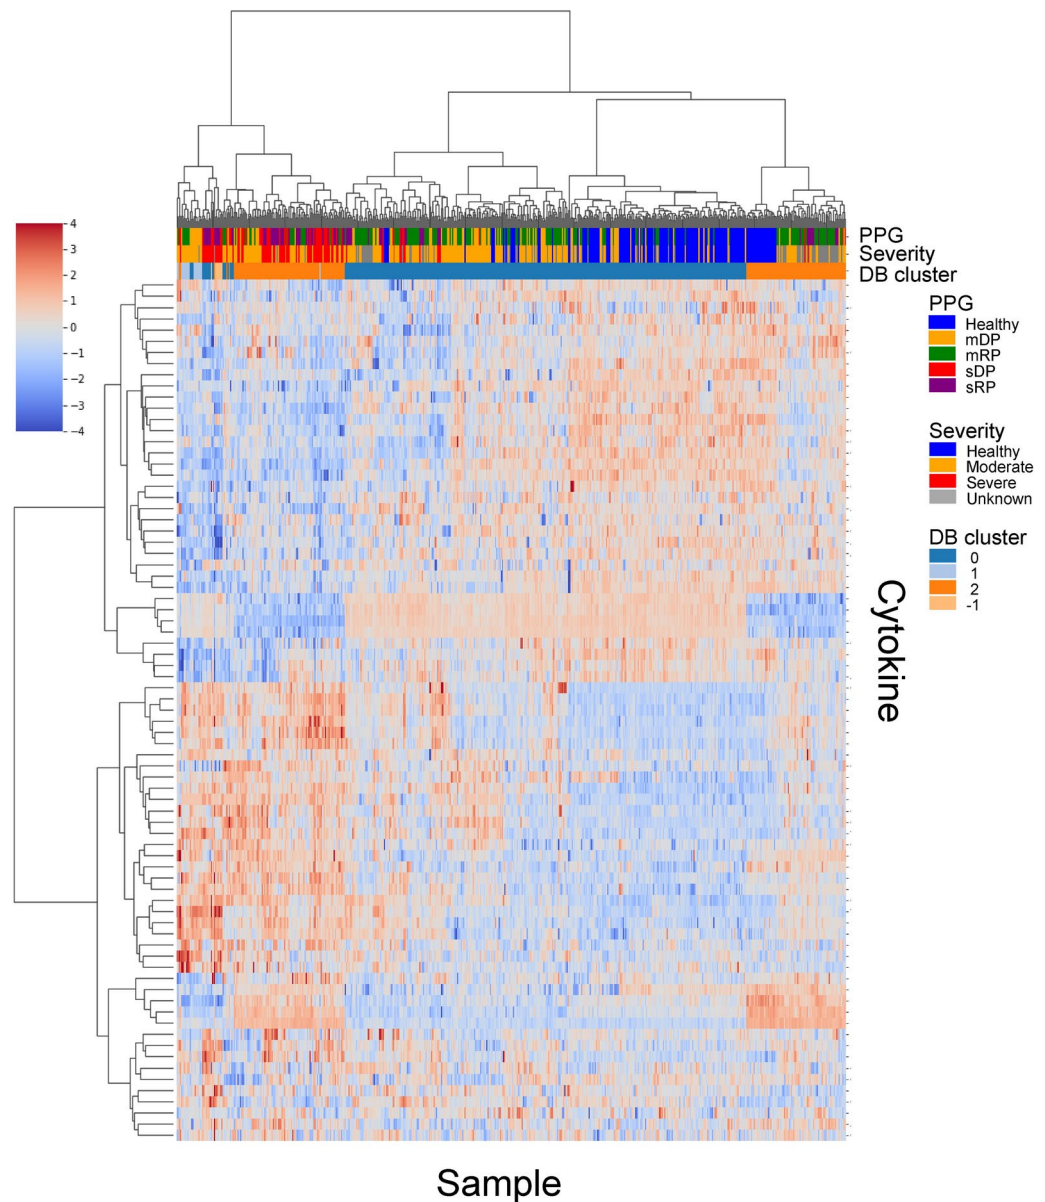 PPG
Severity
DB cluster
4
3
2
1
0
−1
−2
−3
−4
PPG
Healthy
mDP
mRP
sDP
sRP
Severity
Healthy
Moderate
Severe
Unknown
DB cluster
0
1
2
-1
Cytokine
Sample